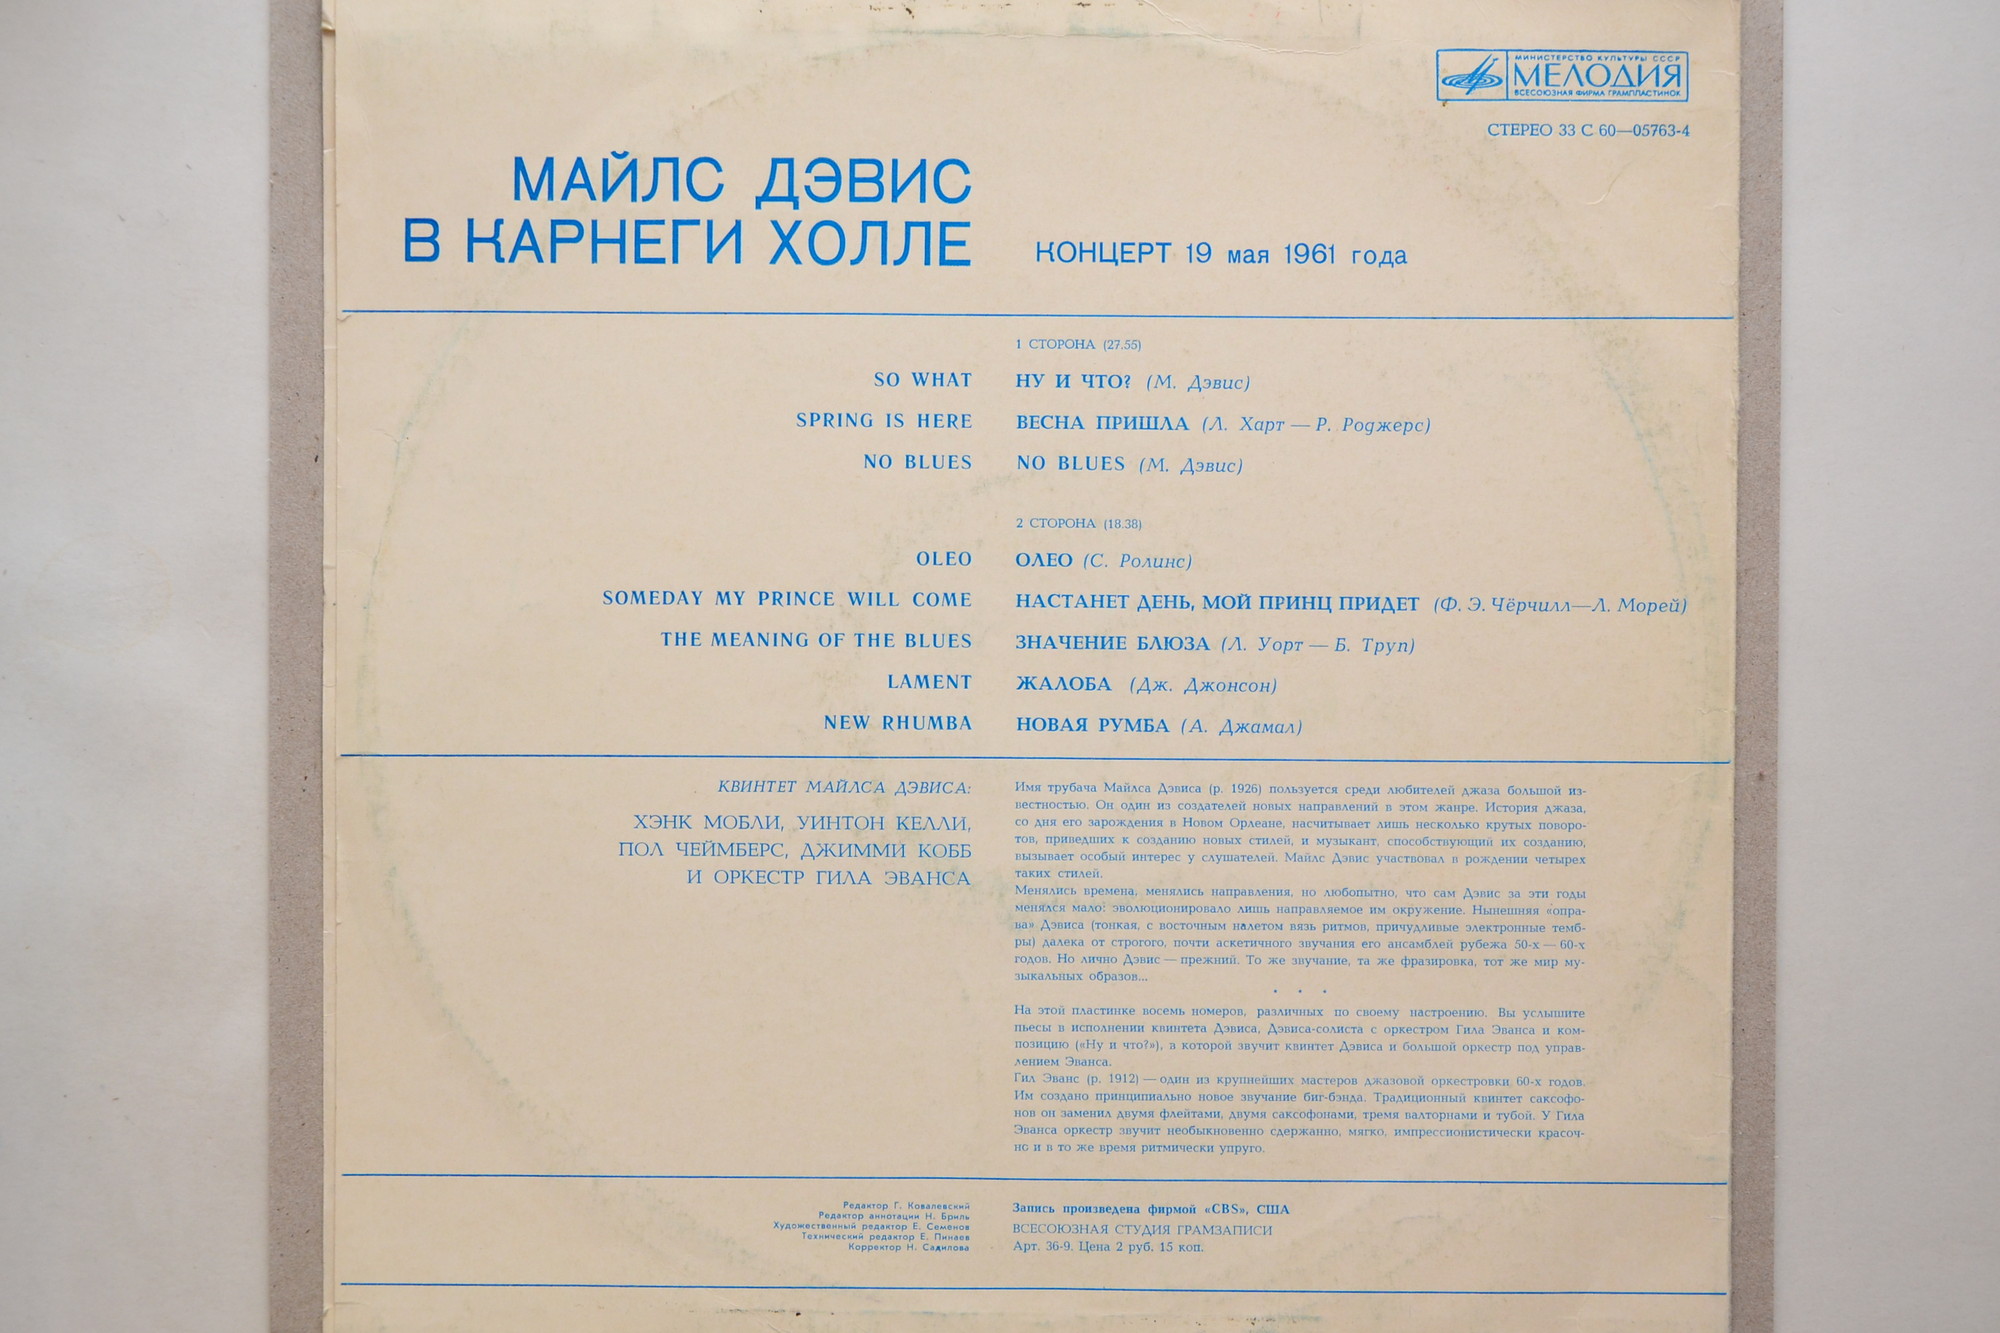 МИНИСТЕРСТВО КУЛЬТУРЫ СССР
МЕЛОДИЯ
ВСЕСОЮЗНАЯ ФИРМА ГРАМПЛАСТИНОК
СТЕРЕО 33 С 60—05763-4
МАЙЛС ДЭВИС
В КАРНЕГИ ХОЛЛЕ
КОНЦЕРТ 19 мая 1961 года
1 СТОРОНА (27.55)
SO WHAT НУ И ЧТО? (М. Дэвис)
SPRING IS HERE ВЕСНА ПРИШЛА (Л. Харт — Р. Роджерс)
NO BLUES NO BLUES (М. Дэвис)
2 СТОРОНА (18.38)
OLEO ОЛЕО (С. Ролинс)
SOMEDAY MY PRINCE WILL COME НАСТАНЕТ ДЕНЬ, МОЙ ПРИНЦ ПРИДЕТ (Ф. Э. Чёрчилл—Л. Морей)
THE MEANING OF THE BLUES ЗНАЧЕНИЕ БЛЮЗА (Л. Уорт — Б. Труп)
LAMENT ЖАЛОБА (Дж. Джонсон)
NEW RHUMBA НОВАЯ РУМБА (А. Джамал)
КВИНТЕТ МАЙЛСА ДЭВИСА:
ХЭНК МОБЛИ, УИНТОН КЕЛЛИ,
ПОЛ ЧЕЙМБЕРС, ДЖИММИ КОББ
И ОРКЕСТР ГИЛА ЭВАНСА
Имя трубача Майлса Дэвиса (р. 1926) пользуется среди любителей джаза большой из-
вестностью. Он один из создателей новых направлений в этом жанре. История джаза,
со дня его зарождения в Новом Орлеане, насчитывает лишь несколько крутых поворо-
тов, приведших к созданию новых стилей, и музыкант, способствующий их созданию,
вызывает особый интерес у слушателей. Майлс Дэвис участвовал в рождении четырех
таких стилей.
Менялись времена, менялись направления, но любопытно, что сам Дэвис за эти годы
менялся мало: эволюционировало лишь направляемое им окружение. Нынешняя «опра-
ва» Дэвиса (тонкая, с восточным налетом вязь ритмов, причудливые электронные темб-
ры) далека от строгого, почти аскетичного звучания его ансамблей рубежа 50-х — 60-х
годов. Но лично Дэвис — прежний. То же звучание, та же фразировка, тот же мир му-
зыкальных образов...
• • •
На этой пластинке восемь номеров, различных по своему настроению. Вы услышите
пьесы в исполнении квинтета Дэвиса, Дэвиса-солиста с оркестром Гила Эванса и ком-
позицию («Ну и что?»), в которой звучит квинтет Дэвиса и большой оркестр под управ-
лением Эванса.
Гил Эванс (р. 1912) — один из крупнейших мастеров джазовой оркестровки 60-х годов.
Им создано принципиально новое звучание биг-бэнда. Традиционный квинтет саксофо-
нов он заменил двумя флейтами, двумя саксофонами, тремя валторнами и тубой. У Гила
Эванса оркестр звучит необыкновенно сдержанно, мягко, импрессионистически красоч-
но и в то же время ритмически упруго.
Редактор Г. Ковалевский
Редактор аннотации Н. Бриль
Художественный редактор Е. Семенов
Технический редактор Е. Пинаев
Корректор Н. Садилова
Запись произведена фирмой «CBS», США
ВСЕСОЮЗНАЯ СТУДИЯ ГРАМЗАПИСИ
Арт. 36-9. Цена 2 руб. 15 коп.